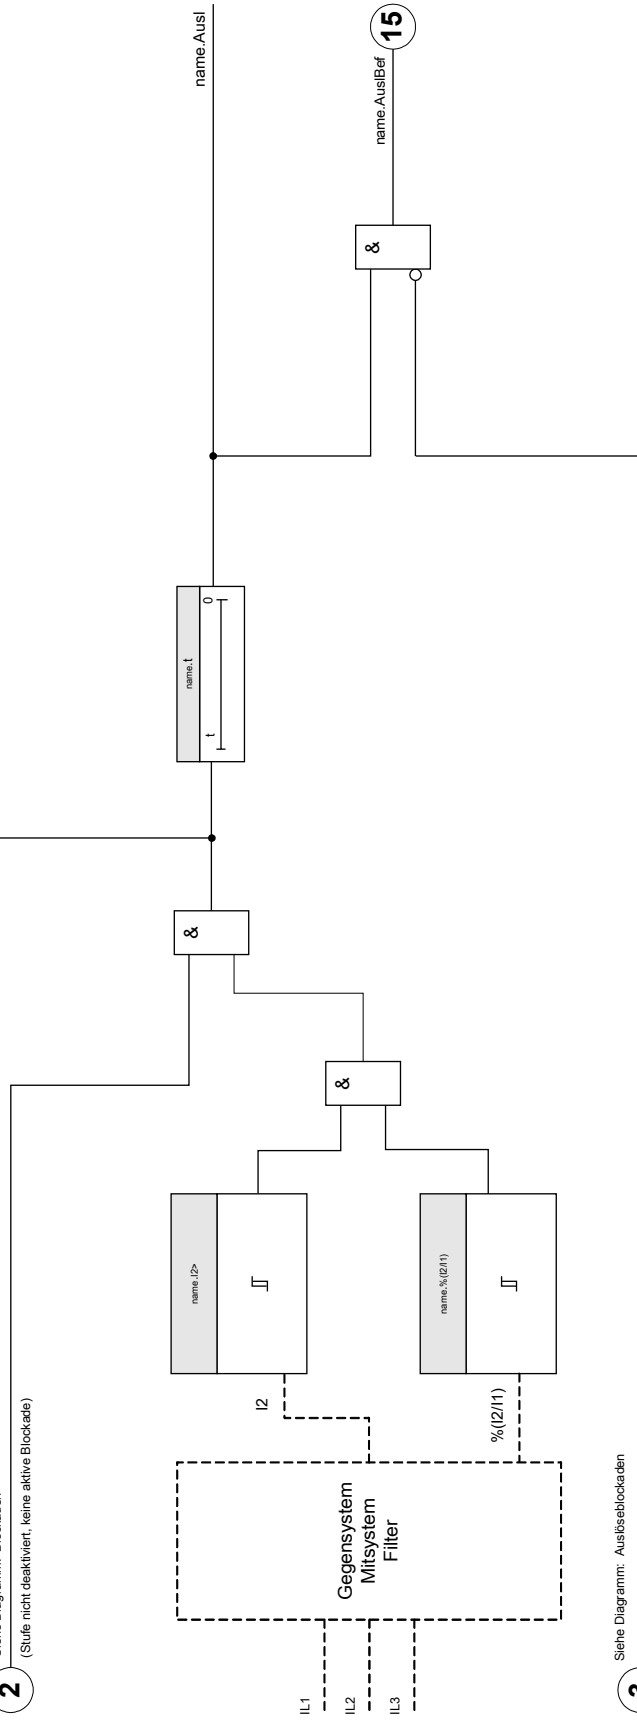 2
(Stufe nicht deaktiviert, keine aktive Blockade)
IL1
IL2
IL3
Gegensystem
Mitsystem
Filter
I2
%(I2/I1)
name.I2>
name.%(I2/I1)
&
&
name.t
t
0
name.Ausl
&
name.AuslBef
15
Siehe Diagramm: Auslöseblockaden